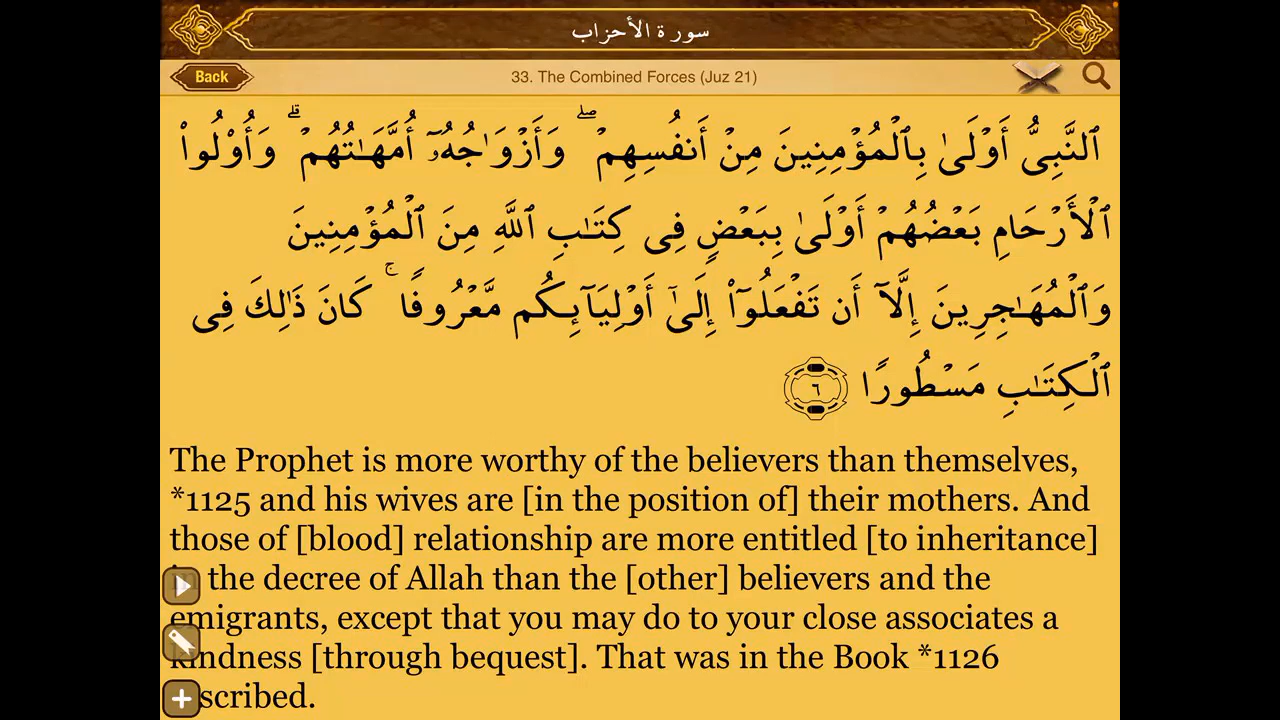 سورة الأحزاب
Back
33. The Combined Forces (Juz 21)
ٱلنَّبِىُّ أَوْلَىٰ بِٱلْمُؤْمِنِينَ مِنْ أَنفُسِهِمْ ۖ وَأَزْوَٰجُهُۥٓ أُمَّهَـٰتُهُمْ ۗ وَأُو۟لُوا۟
ٱلْأَرْحَامِ بَعْضُهُمْ أَوْلَىٰ بِبَعْضٍ فِى كِتَـٰبِ ٱللَّهِ مِنَ ٱلْمُؤْمِنِينَ
وَٱلْمُهَـٰجِرِينَ إِلَّآ أَن تَفْعَلُوٓا۟ إِلَىٰٓ أَوْلِيَآئِكُم مَّعْرُوفًا ۚ كَانَ ذَٰلِكَ فِى
ٱلْكِتَـٰبِ مَسْطُورًا ٦
The Prophet is more worthy of the believers than themselves,
*1125 and his wives are [in the position of] their mothers. And
those of [blood] relationship are more entitled [to inheritance]
the decree of Allah than the [other] believers and the
emigrants, except that you may do to your close associates a
kindness [through bequest]. That was in the Book *1126
scribed.